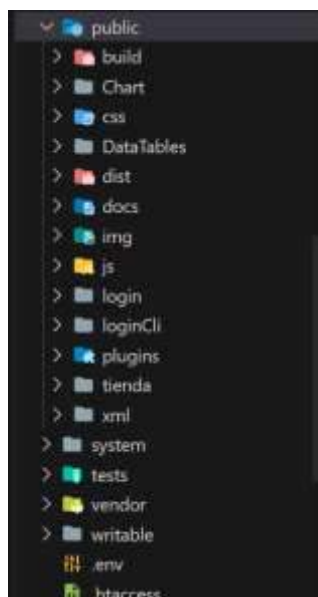 public
build
Chart
css
DataTables
dist
docs
img
js
login
loginCli
plugins
tienda
xml
system
tests
vendor
writable
.env
.htaccess